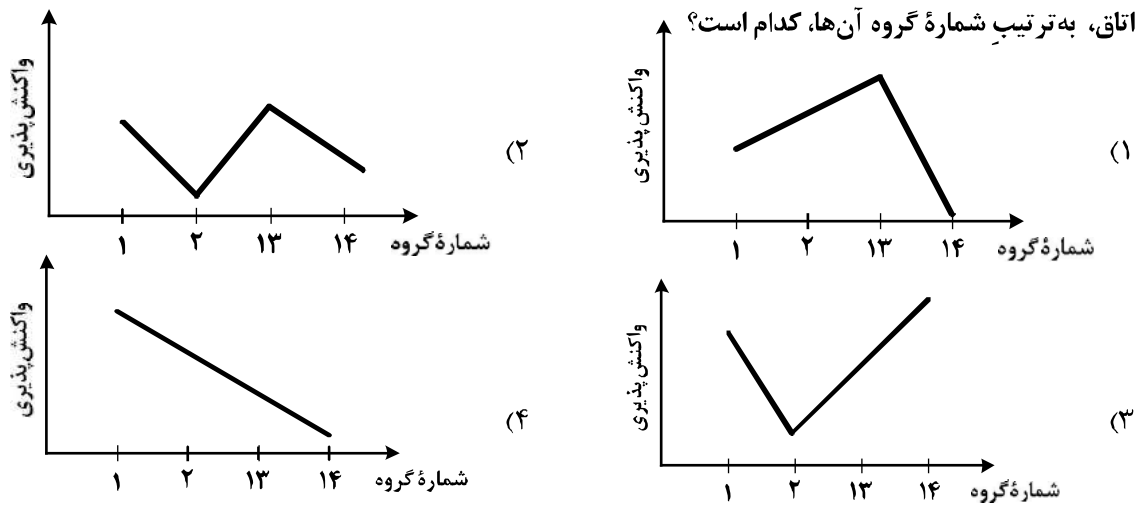 اتاق، به‌ترتیبِ شمارهٔ گروه آن‌ها، کدام است؟
(۱
واکنش‌پذیری
۱ ۲ ۱۳ ۱۴
شمارهٔ گروه
(۲
واکنش‌پذیری
۱ ۲ ۱۳ ۱۴
شمارهٔ گروه
(۳
واکنش‌پذیری
۱ ۲ ۱۳ ۱۴
شمارهٔ گروه
(۴
واکنش‌پذیری
۱ ۲ ۱۳ ۱۴
شمارهٔ گروه